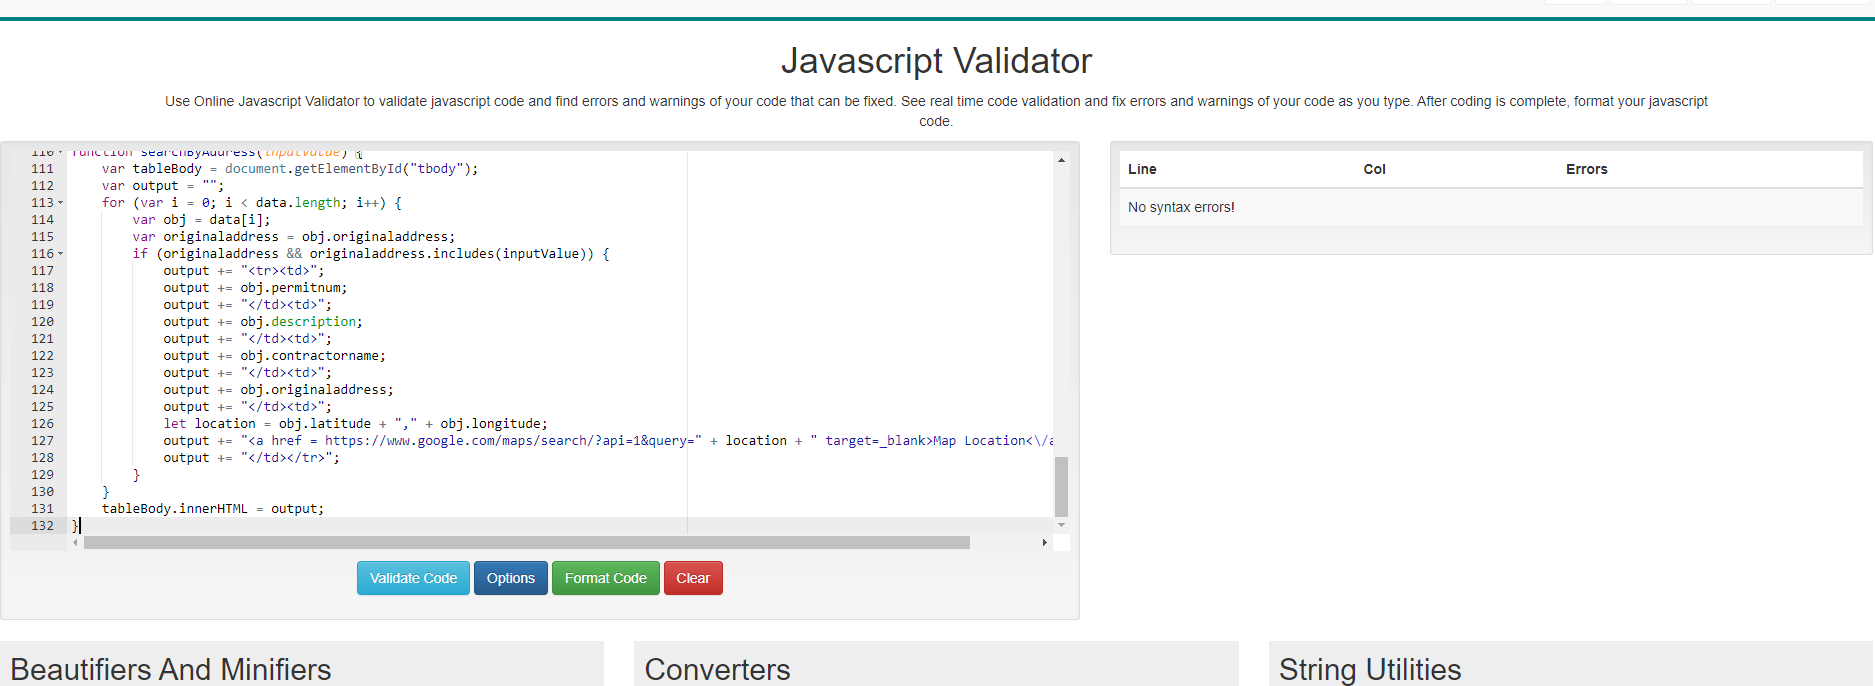 Javascript Validator
Use Online Javascript Validator to validate javascript code and find errors and warnings of your code that can be fixed. See real time code validation and fix errors and warnings of your code as you type. After coding is complete, format your javascript
code.
110 function searchByAddress(inputValue) {
111 var tableBody = document.getElementById("tbody");
112 var output = "";
113 for (var i = 0; i < data.length; i++) {
114 var obj = data[i];
115 var originaladdress = obj.originaladdress;
116 if (originaladdress && originaladdress.includes(inputValue)) {
117 output += "<tr><td>";
118 output += obj.permitnum;
119 output += "</td><td>";
120 output += obj.description;
121 output += "</td><td>";
122 output += obj.contractorname;
123 output += "</td><td>";
124 output += obj.originaladdress;
125 output += "</td><td>";
126 let location = obj.latitude + "," + obj.longitude;
127 output += "<a href = https://www.google.com/maps/search/?api=1&query=" + location + " target=_blank>Map Location<\/a
128 output += "</td></tr>";
129 }
130 }
131 tableBody.innerHTML = output;
132 }
Line Col Errors
No syntax errors!
Validate Code Options Format Code Clear
Beautifiers And Minifiers Converters String Utilities